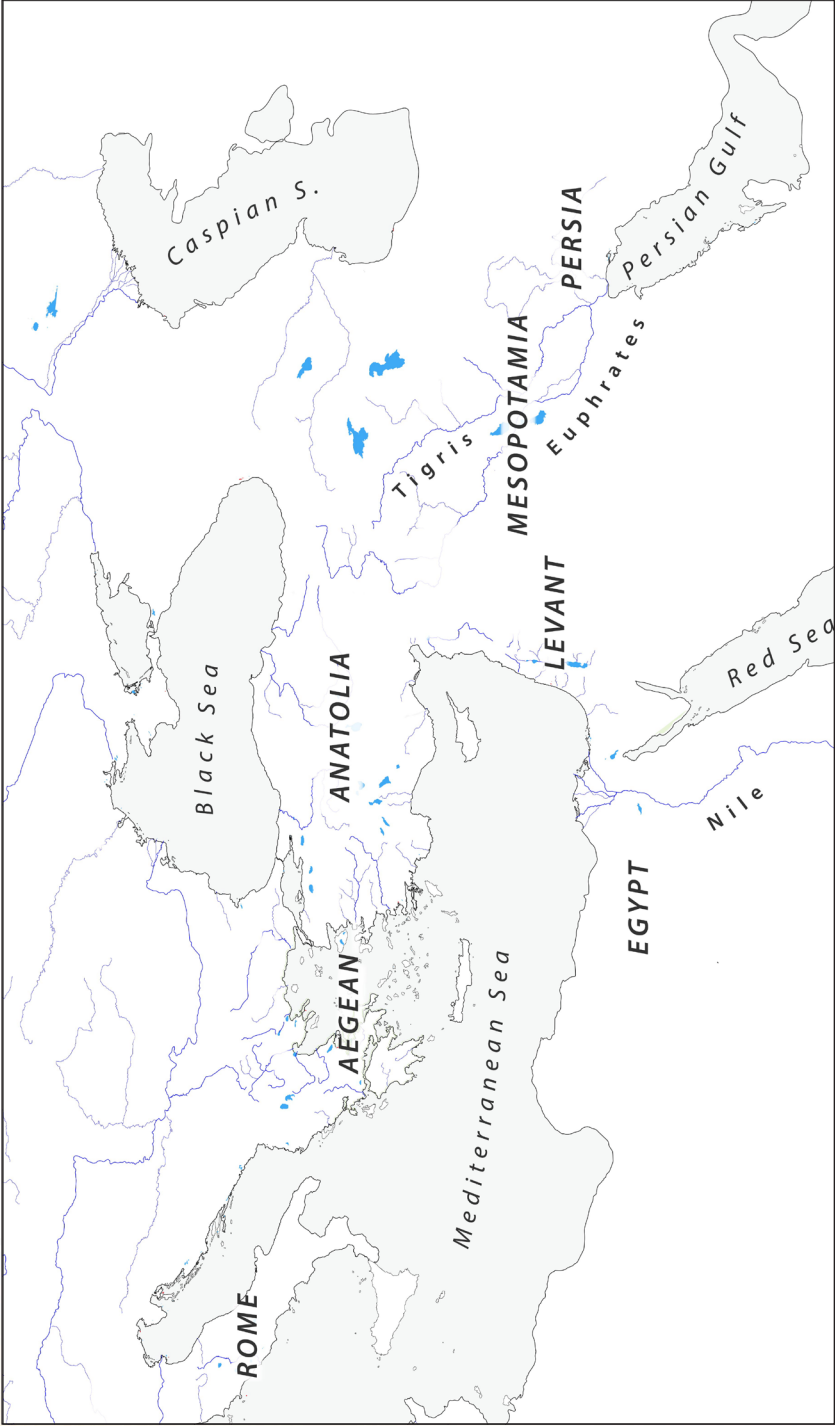 Caspian S.
Black Sea
ROME
AEGEAN
ANATOLIA
Tigris
MESOPOTAMIA
PERSIA
Persian Gulf
Euphrates
LEVANT
Mediterranean Sea
EGYPT
Nile
Red Sea